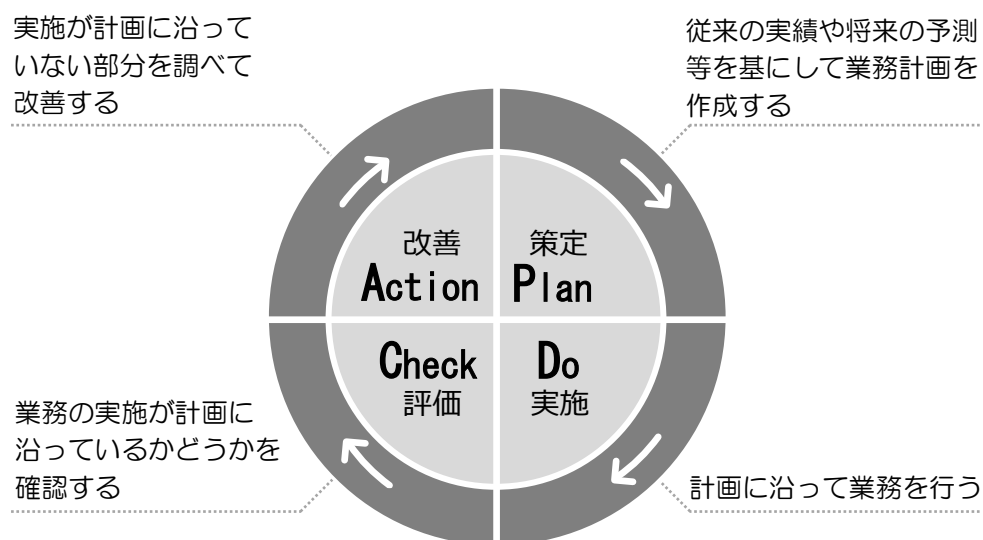 実施が計画に沿って
いない部分を調べて
改善する
従来の実績や将来の予測
等を基にして業務計画を
作成する
改善
Action
策定
Plan
Check
評価
Do
実施
業務の実施が計画に
沿っているかどうかを
確認する
計画に沿って業務を行う